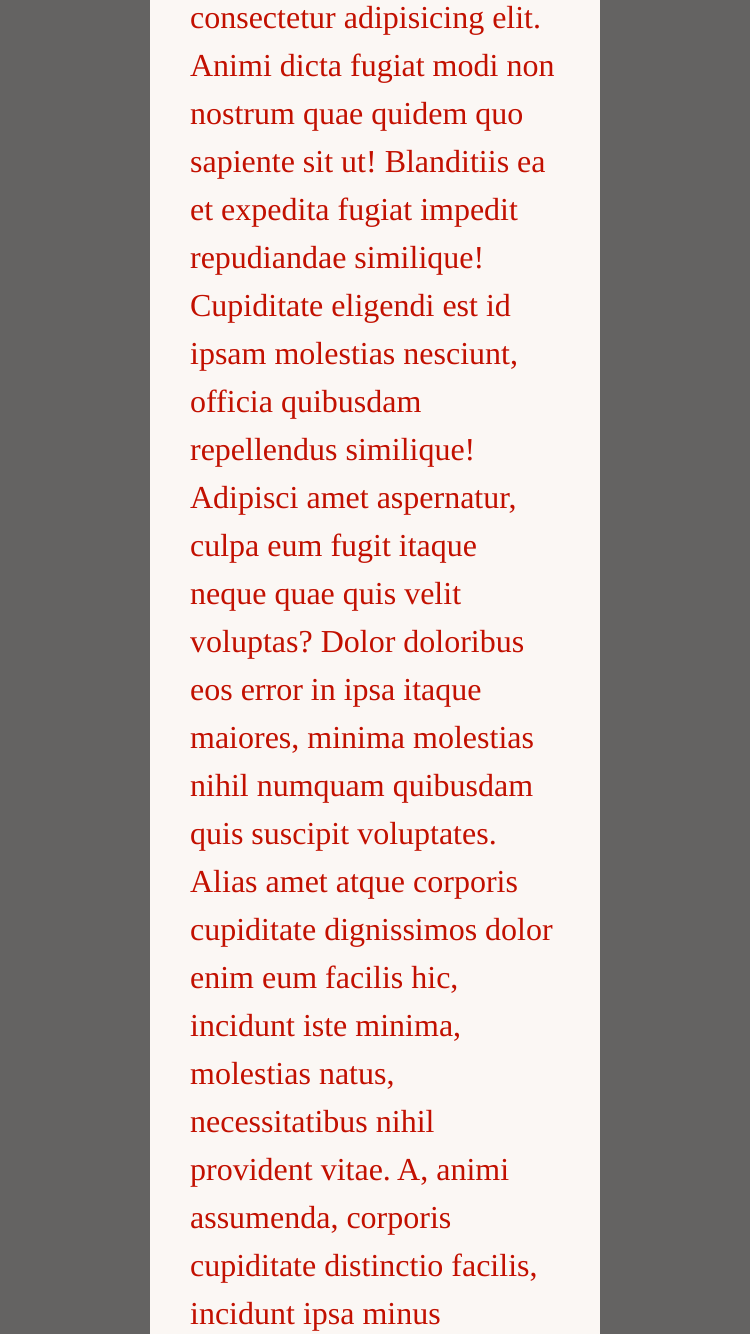 consectetur adipisicing elit.
Animi dicta fugiat modi non
nostrum quae quidem quo
sapiente sit ut! Blanditiis ea
et expedita fugiat impedit
repudiandae similique!
Cupiditate eligendi est id
ipsam molestias nesciunt,
officia quibusdam
repellendus similique!
Adipisci amet aspernatur,
culpa eum fugit itaque
neque quae quis velit
voluptas? Dolor doloribus
eos error in ipsa itaque
maiores, minima molestias
nihil numquam quibusdam
quis suscipit voluptates.
Alias amet atque corporis
cupiditate dignissimos dolor
enim eum facilis hic,
incidunt iste minima,
molestias natus,
necessitatibus nihil
provident vitae. A, animi
assumenda, corporis
cupiditate distinctio facilis,
incidunt ipsa minus